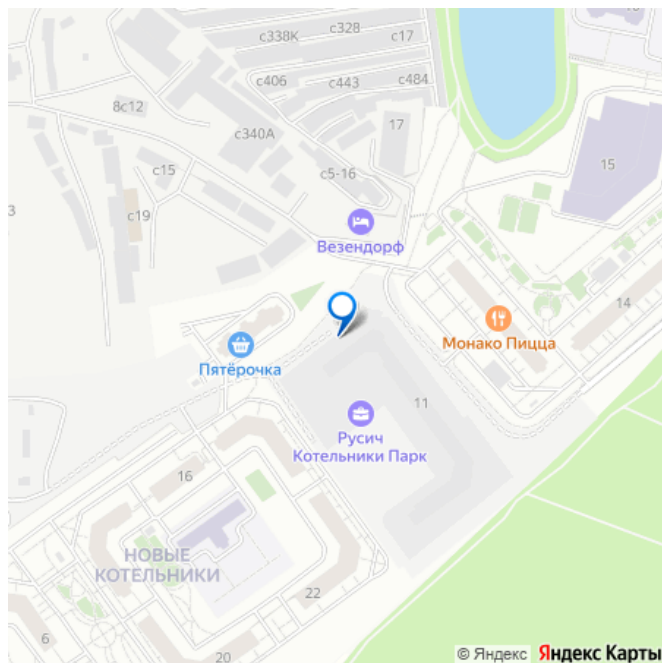 с338К
с328
с17
с406
с443
с484
8с12
с340А
17
с15
с5-16
15
3
с19
Везендорф
14
Монако Пицца
Пятёрочка
11
Русич
Котельники Парк
16
НОВЫЕ
КОТЕЛЬНИКИ
22
6
20
© Яндекс Яндекс Карты